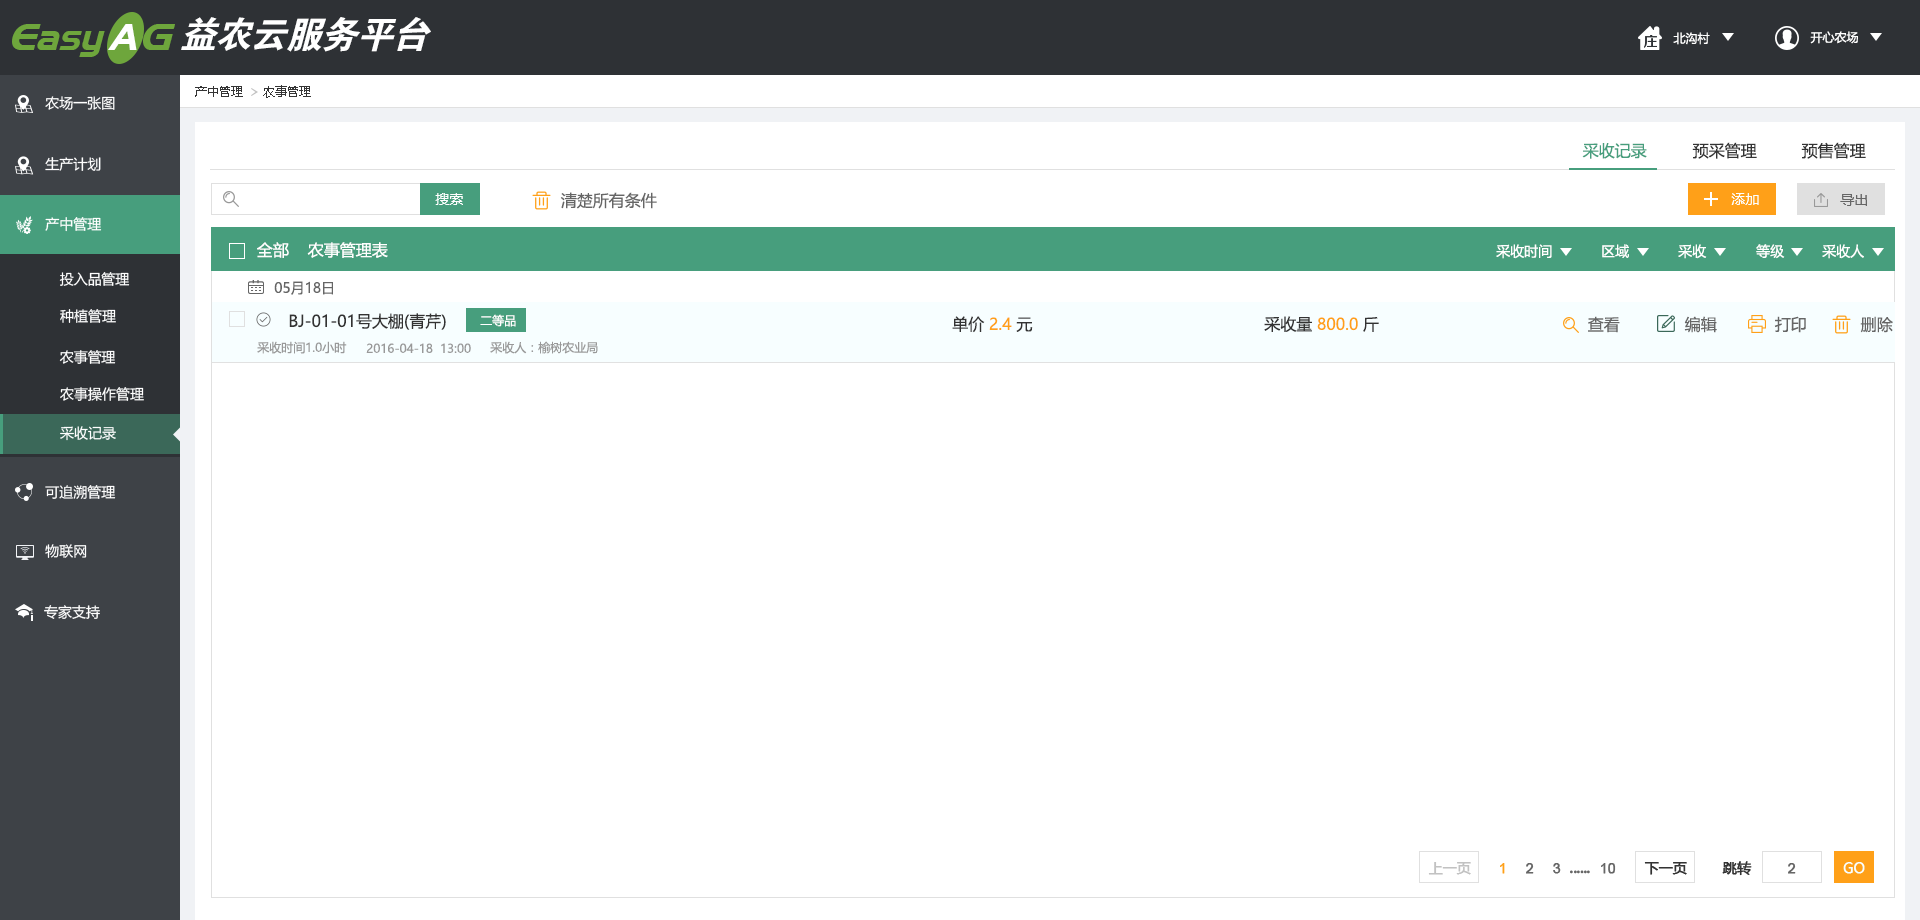 EasyAG 益农云服务平台
庄 北沟村 开心农场
农场一张图
生产计划
产中管理
投入品管理
种植管理
农事管理
农事操作管理
采收记录
可追溯管理
物联网
专家支持
产中管理 > 农事管理
采收记录 预采管理 预售管理
搜索 清楚所有条件 添加 导出
全部 农事管理表 采收时间 区域 采收 等级 采收人
05月18日
BJ-01-01号大棚(青芹) 二等品 单价 2.4 元 采收量 800.0 斤 查看 编辑 打印 删除
采收时间1.0小时 2016-04-18 13:00 采收人：榆树农业局
上一页 1 2 3 ...... 10 下一页 跳转 2 GO